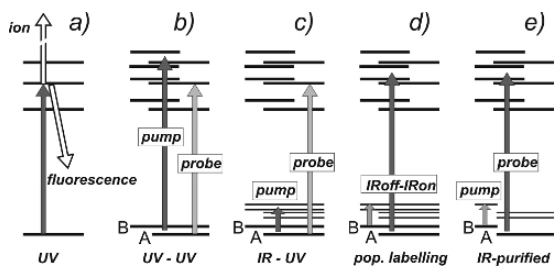 ion a) b) c) d) e)
pump
probe
fluorescence
B
A
pump
probe
B
A
IRoff-IRon
B
A
probe
pump
B
A
UV UV - UV IR - UV pop. labelling IR-purified